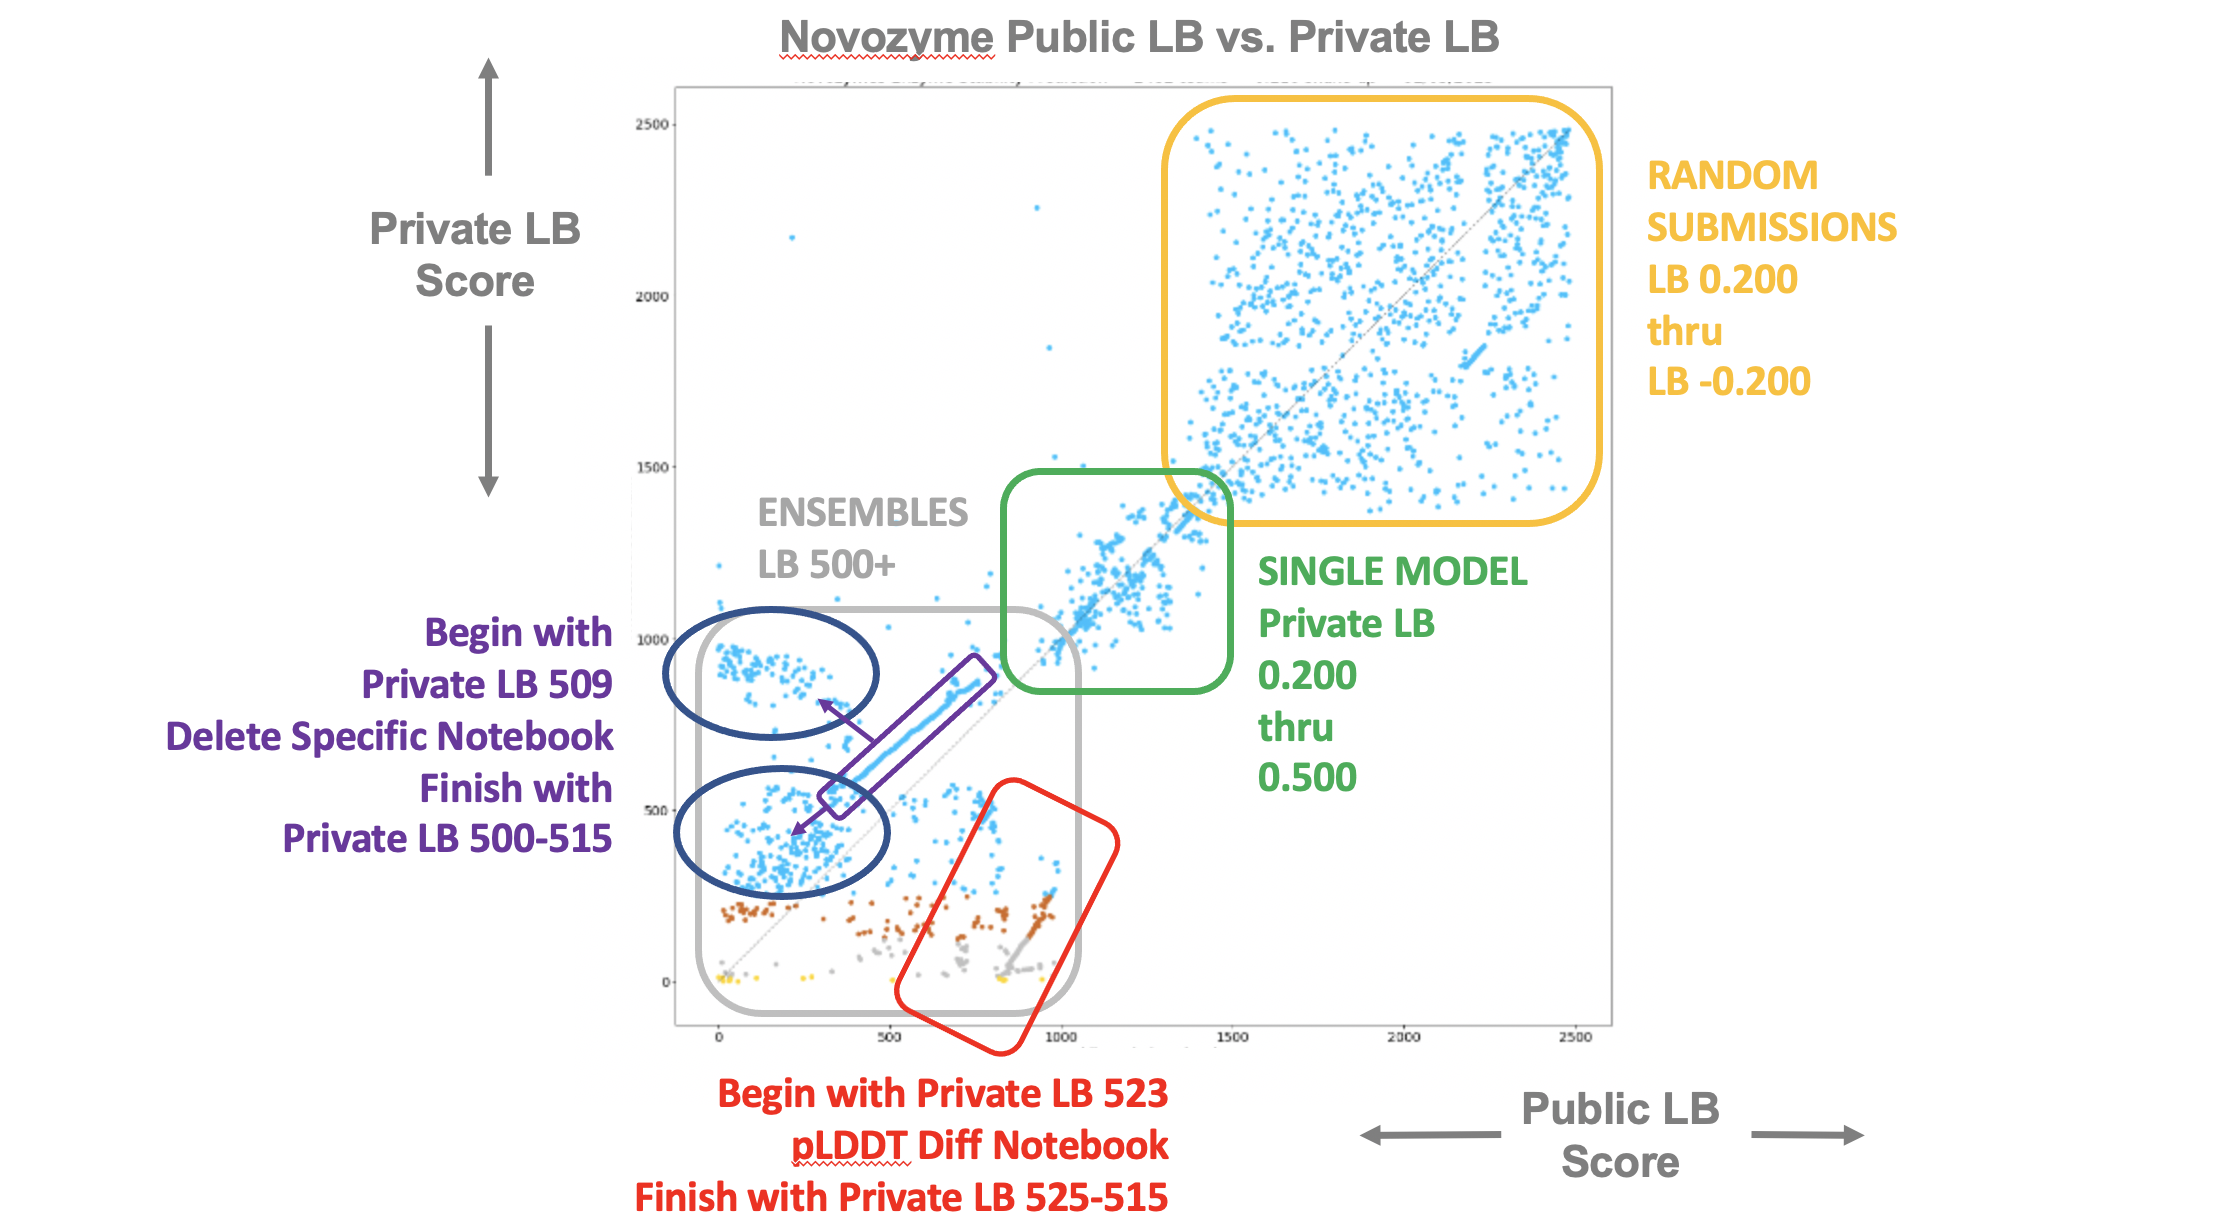 Novozyme Public LB vs. Private LB
Private LB
Score
2500
2000
1500
1000
500
0
0
500
1000
1500
2000
2500
RANDOM
SUBMISSIONS
LB 0.200
thru
LB -0.200
ENSEMBLES
LB 500+
SINGLE MODEL
Private LB
0.200
thru
0.500
Begin with
Private LB 509
Delete Specific Notebook
Finish with
Private LB 500-515
Begin with Private LB 523
pLDDT Diff Notebook
Finish with Private LB 525-515
Public LB
Score